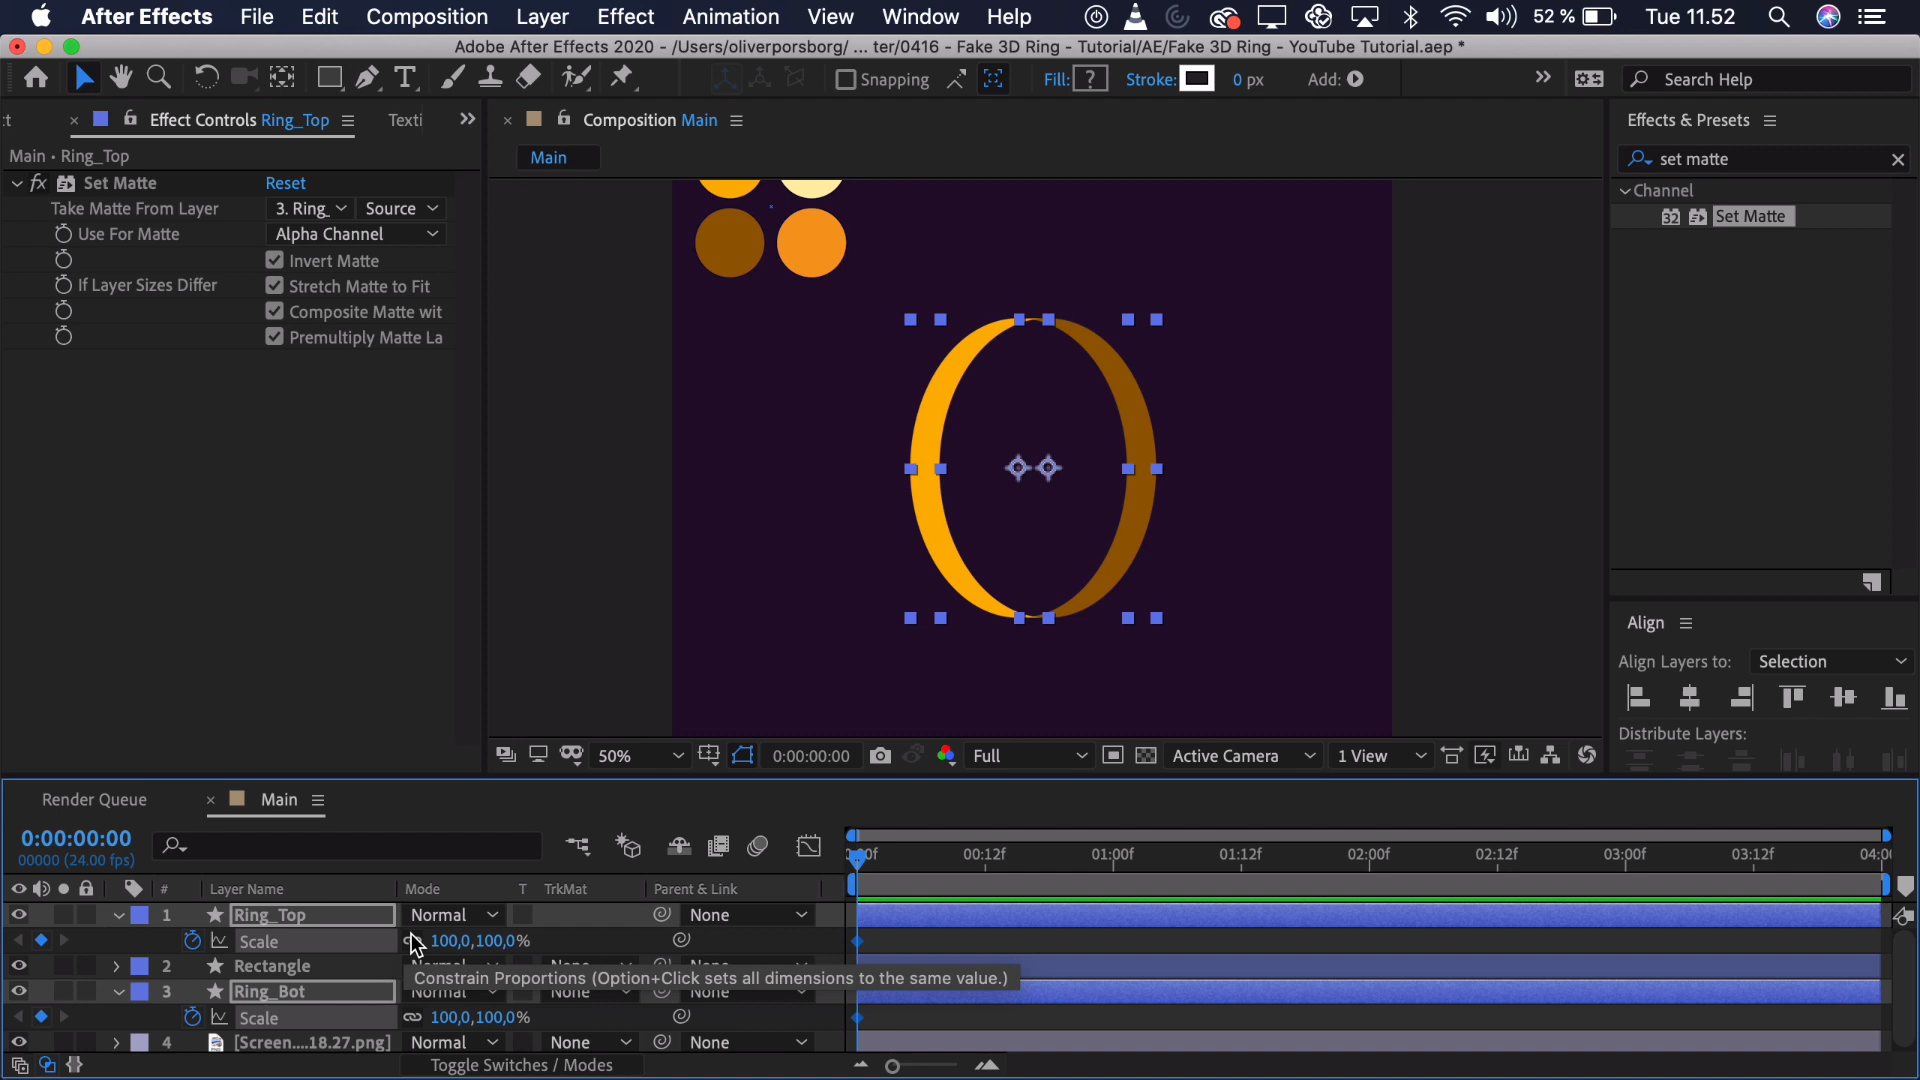 After Effects File Edit Composition Layer Effect Animation View Window Help 52 % Tue 11.52
Adobe After Effects 2020 - /Users/oliverporsborg/ ... ter/0416 - Fake 3D Ring - Tutorial/AE/Fake 3D Ring - YouTube Tutorial.aep *
Snapping Fill: ? Stroke: 0 px Add: Search Help
Effect Controls Ring_Top Texti
Composition Main
Effects & Presets
Main • Ring_Top
Main
set matte
fx Set Matte Reset
Channel
Take Matte From Layer 3. Ring_ Source
32 Set Matte
Use For Matte Alpha Channel
Invert Matte
If Layer Sizes Differ Stretch Matte to Fit
Composite Matte wit
Premultiply Matte La
Align
Align Layers to: Selection
Distribute Layers:
50% 0:00:00:00 Full Active Camera 1 View
Render Queue Main
0:00:00:00
00000 (24.00 fps)
00:12f 01:00f 01:12f 02:00f 02:12f 03:00f 03:12f 04:00
# Layer Name Mode T TrkMat Parent & Link
1 Ring_Top Normal None
Scale 100,0,100,0%
2 Rectangle
Constrain Proportions (Option+Click sets all dimensions to the same value.)
3 Ring_Bot Normal None None
Scale 100,0,100,0%
4 [Screen....18.27.png] Normal None None
Toggle Switches / Modes